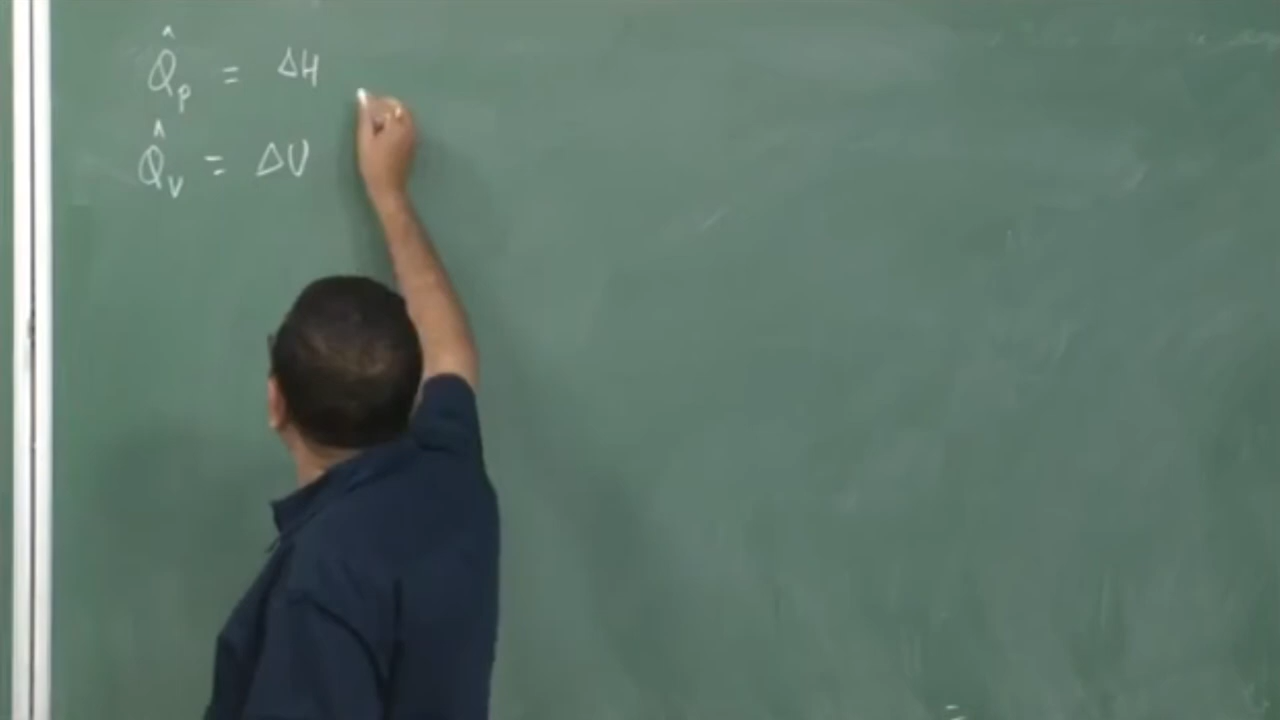 Q̂ₚ = ΔH
Q̂ᵥ = ΔU